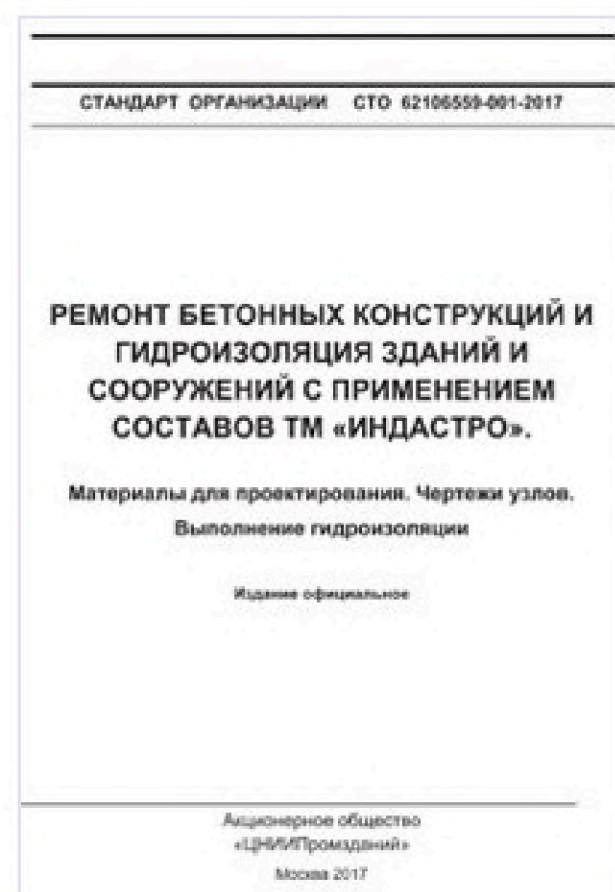 СТАНДАРТ ОРГАНИЗАЦИИ СТО 62106559-001-2017
РЕМОНТ БЕТОННЫХ КОНСТРУКЦИЙ И
ГИДРОИЗОЛЯЦИЯ ЗДАНИЙ И
СООРУЖЕНИЙ С ПРИМЕНЕНИЕМ
СОСТАВОВ ТМ «ИНДАСТРО».
Материалы для проектирования. Чертежи узлов.
Выполнение гидроизоляции
Издание официальное
Акционерное общество
«ЦНИИПромзданий»
Москва 2017